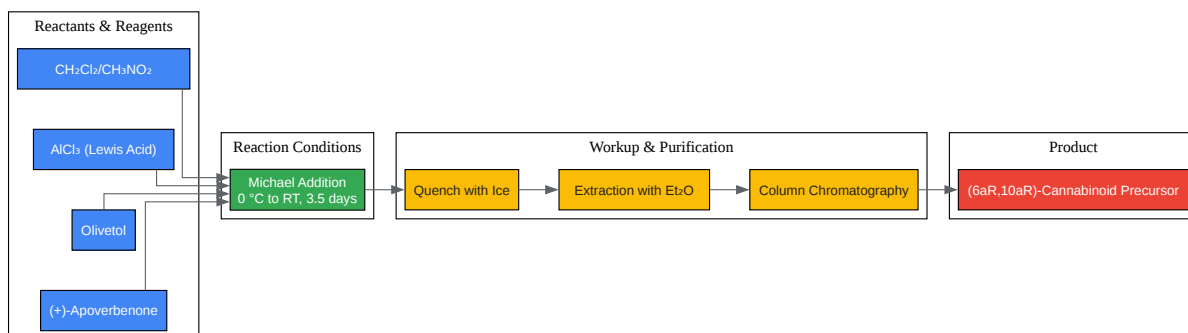 Reactants & Reagents
CH₂Cl₂/CH₃NO₂
AlCl₃ (Lewis Acid)
Olivetol
(+)-Apoverbenone
Reaction Conditions
Michael Addition
0 °C to RT, 3.5 days
Workup & Purification
Quench with Ice
Extraction with Et₂O
Column Chromatography
Product
(6aR,10aR)-Cannabinoid Precursor